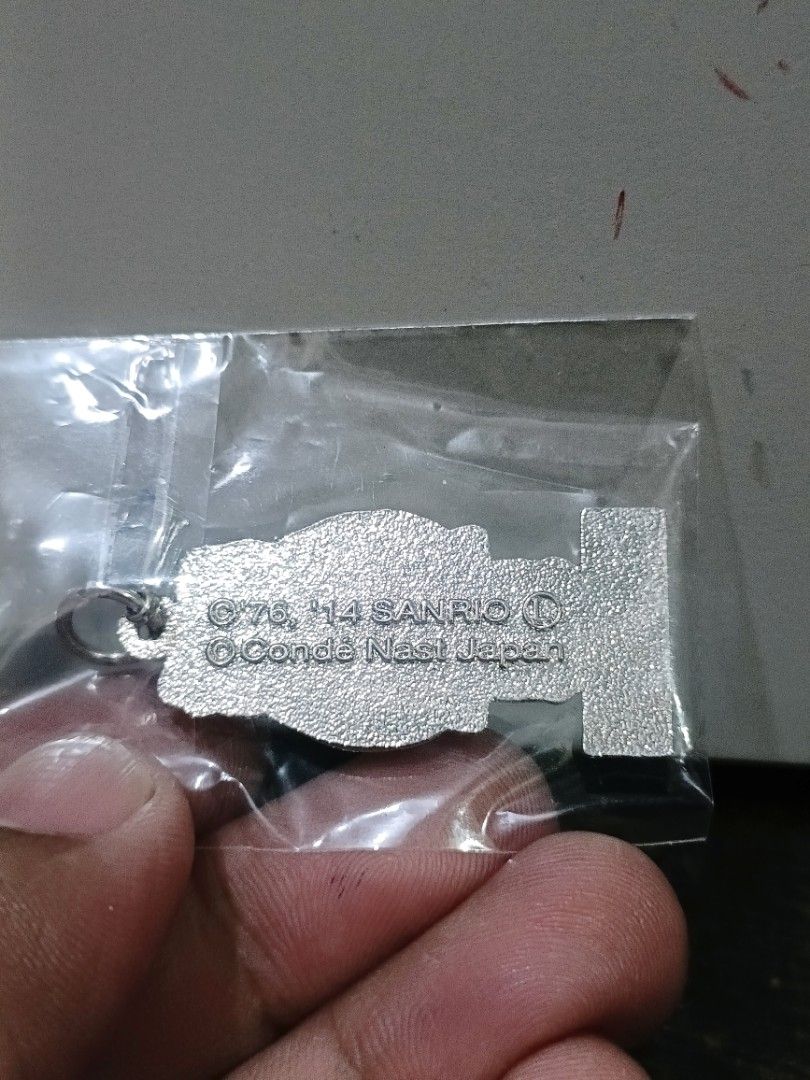 ©'76, '14 SANRIO Ⓛ
©Condé Nast Japan